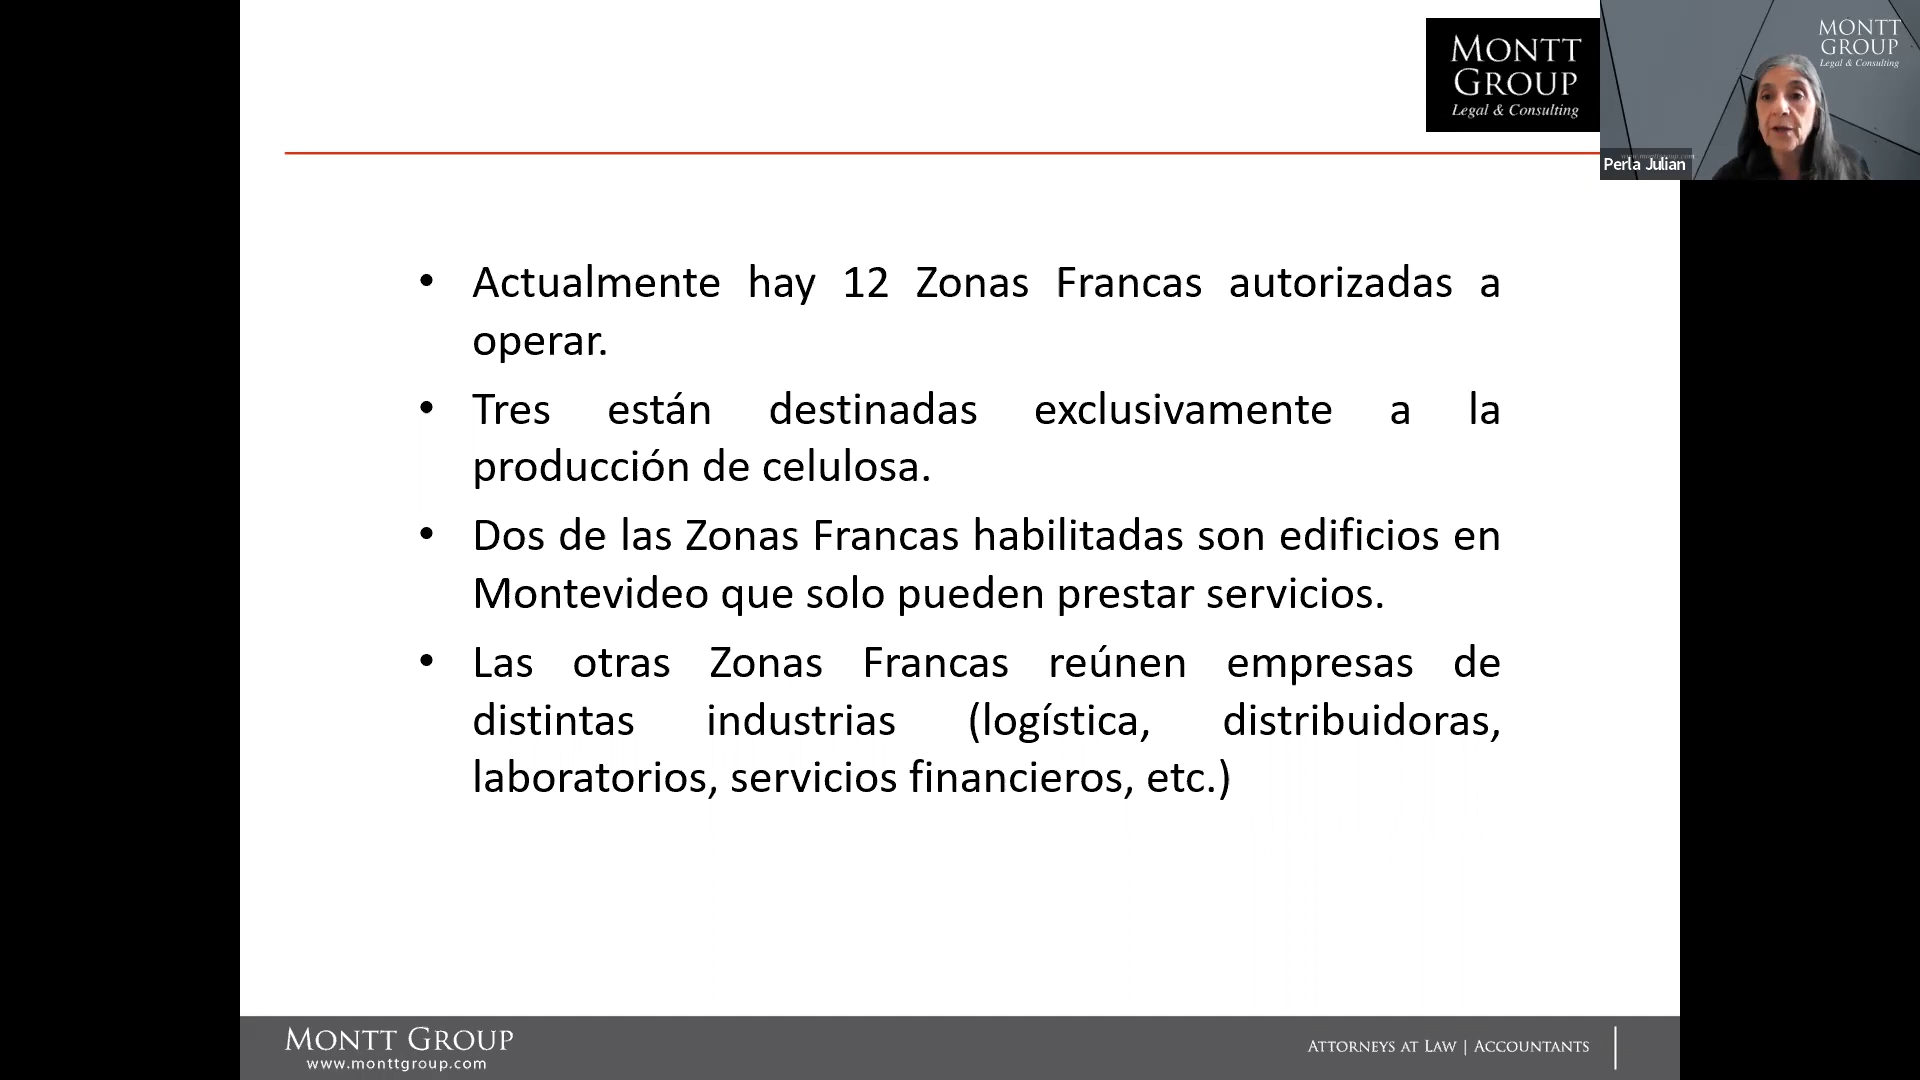 MONTT
GROUP
Legal & Consulting
MONTT
GROUP
Legal & Consulting
Perla Julian
• Actualmente hay 12 Zonas Francas autorizadas a
operar.
• Tres están destinadas exclusivamente a la
producción de celulosa.
• Dos de las Zonas Francas habilitadas son edificios en
Montevideo que solo pueden prestar servicios.
• Las otras Zonas Francas reúnen empresas de
distintas industrias (logística, distribuidoras,
laboratorios, servicios financieros, etc.)
MONTT GROUP
www.monttgroup.com
ATTORNEYS AT LAW | ACCOUNTANTS